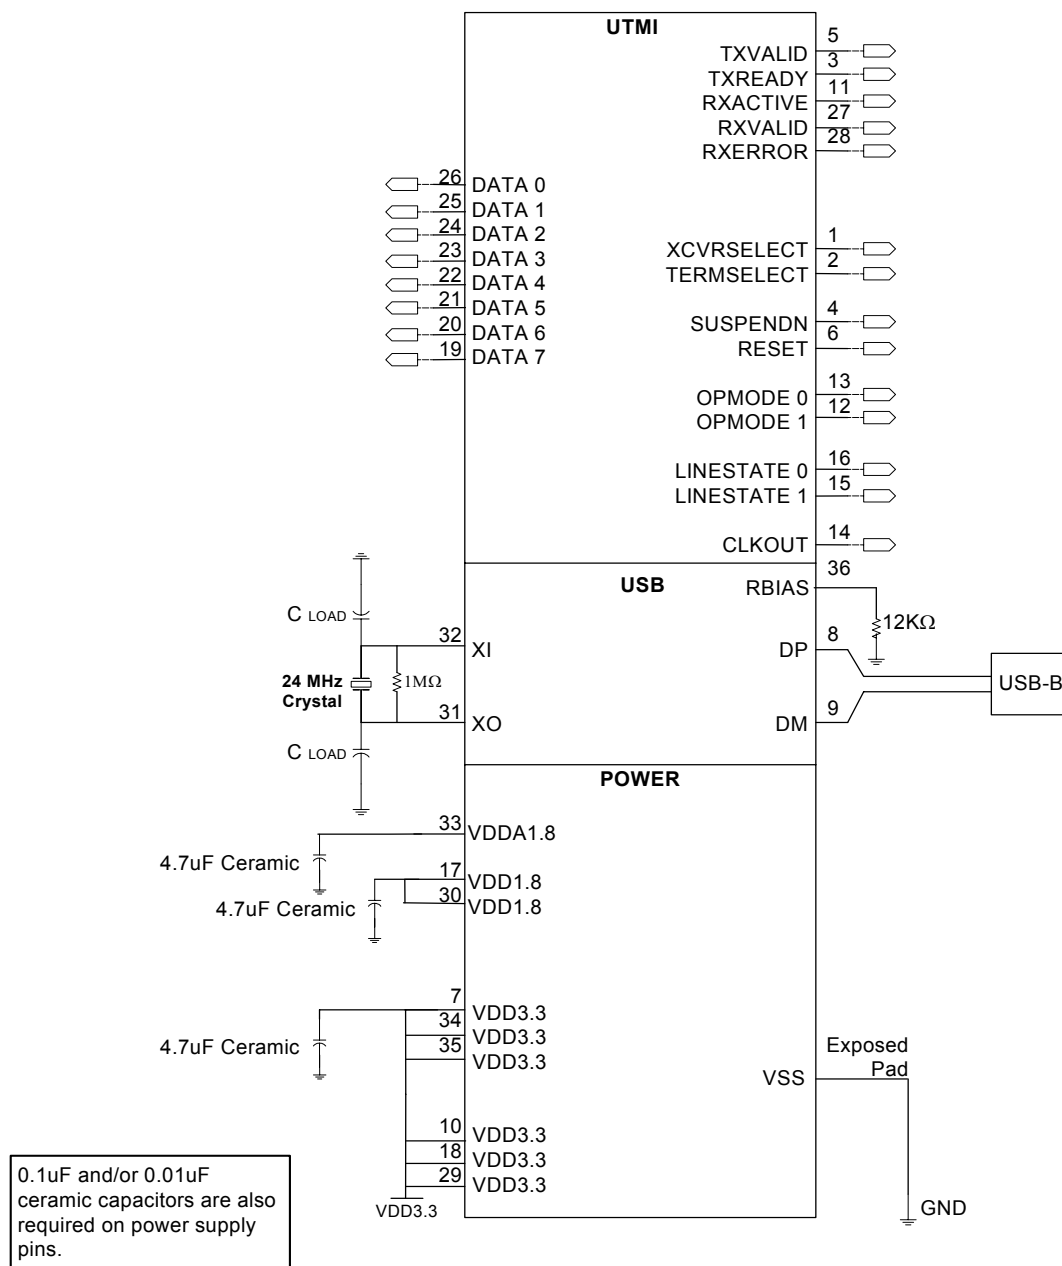 UTMI
5
TXVALID
3
TXREADY
11
RXACTIVE
27
RXVALID
28
RXERROR
26
DATA 0
25
DATA 1
24
DATA 2
23
DATA 3
22
DATA 4
21
DATA 5
20
DATA 6
19
DATA 7
1
XCVRSELECT
2
TERMSELECT
4
SUSPENDN
6
RESET
13
OPMODE 0
12
OPMODE 1
16
LINESTATE 0
15
LINESTATE 1
14
CLKOUT
USB
36
RBIAS
12KΩ
C LOAD
32
XI
8
DP
24 MHz
Crystal
1MΩ
USB-B
31
XO
9
DM
C LOAD
POWER
33
VDDA1.8
4.7uF Ceramic
17
VDD1.8
30
VDD1.8
4.7uF Ceramic
7
VDD3.3
34
VDD3.3
35
VDD3.3
4.7uF Ceramic
Exposed
Pad
VSS
10
VDD3.3
18
VDD3.3
29
VDD3.3
VDD3.3
GND
0.1uF and/or 0.01uF
ceramic capacitors are also
required on power supply
pins.